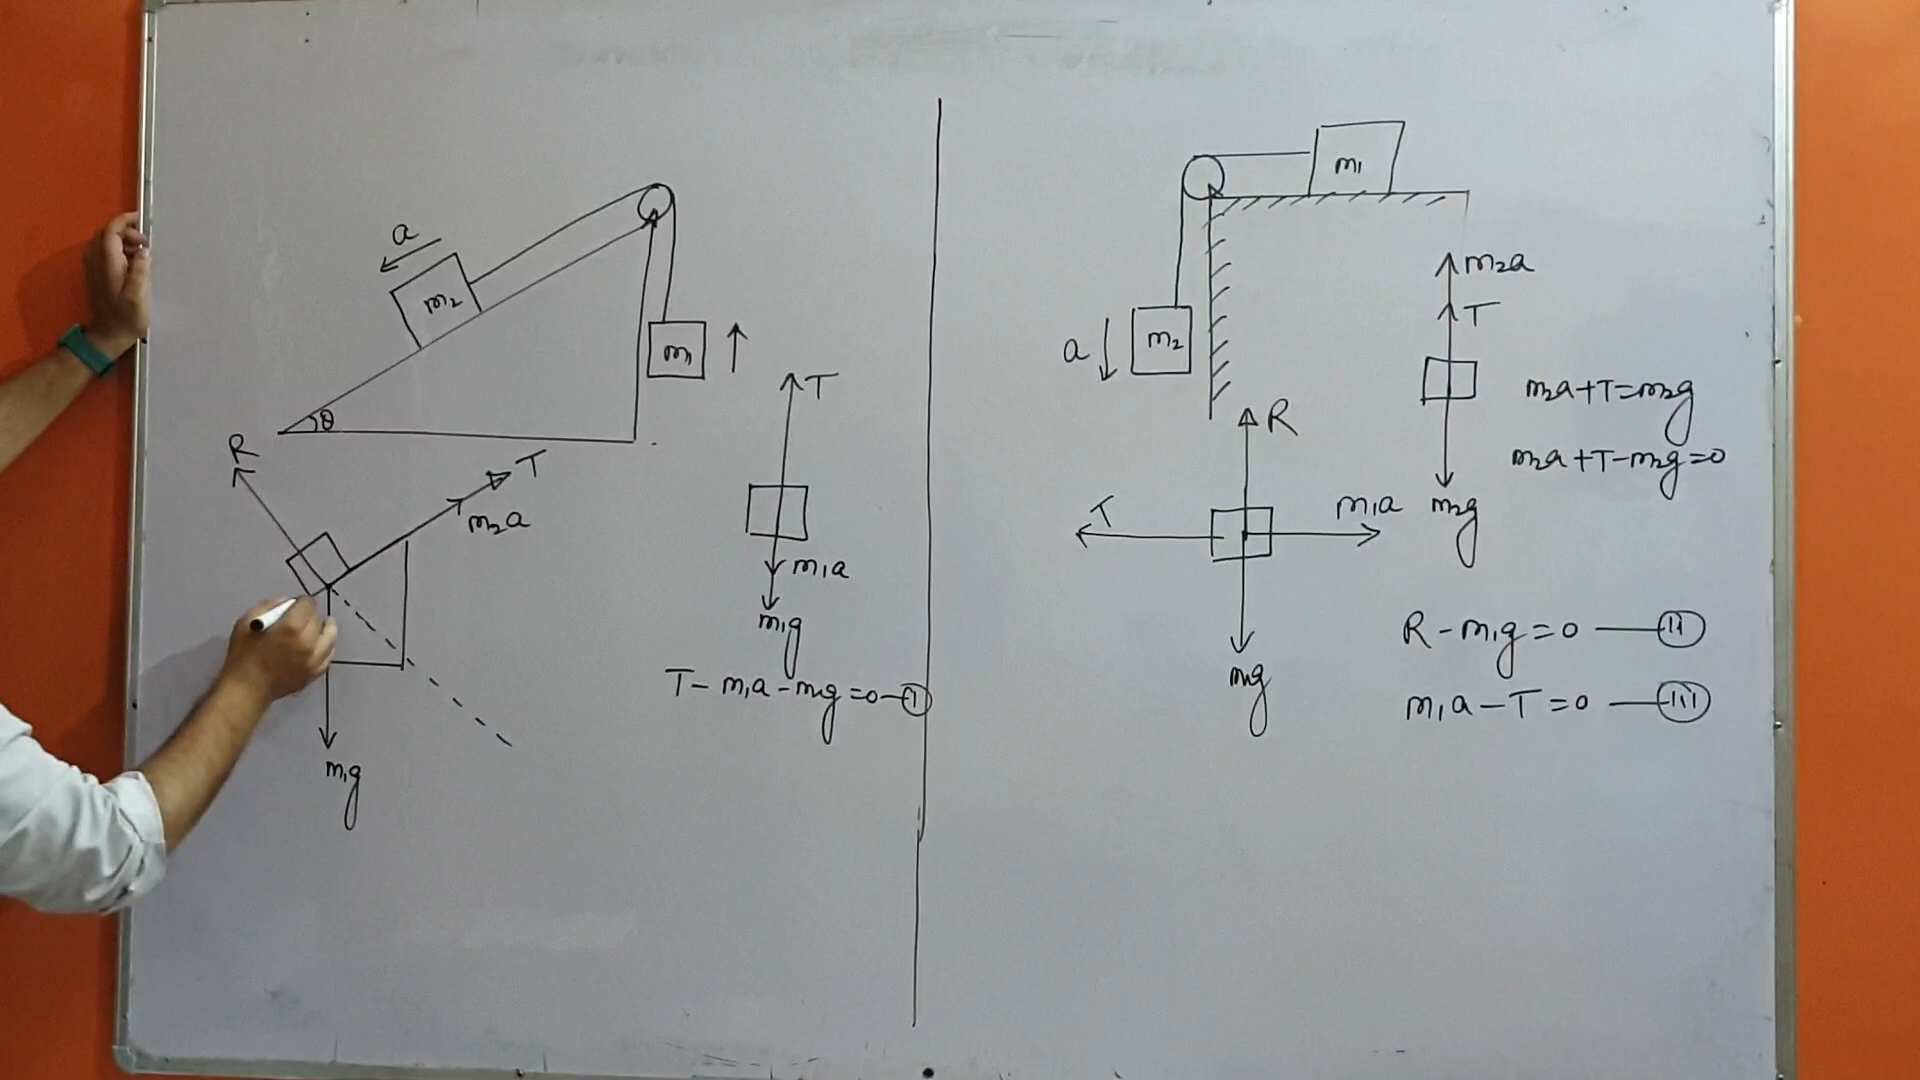 a
m₂
m₁
θ
R
T
m₂a
m₁g
T
m₁a
m₁g
T - m₁a - m₁g = 0 — I
m₁
a
m₂
m₂a
T
m₂g
m₂a + T = m₂g
m₂a + T - m₂g = 0
R
T
m₁a
m₁g
R - m₁g = 0 — II
m₁a - T = 0 — III